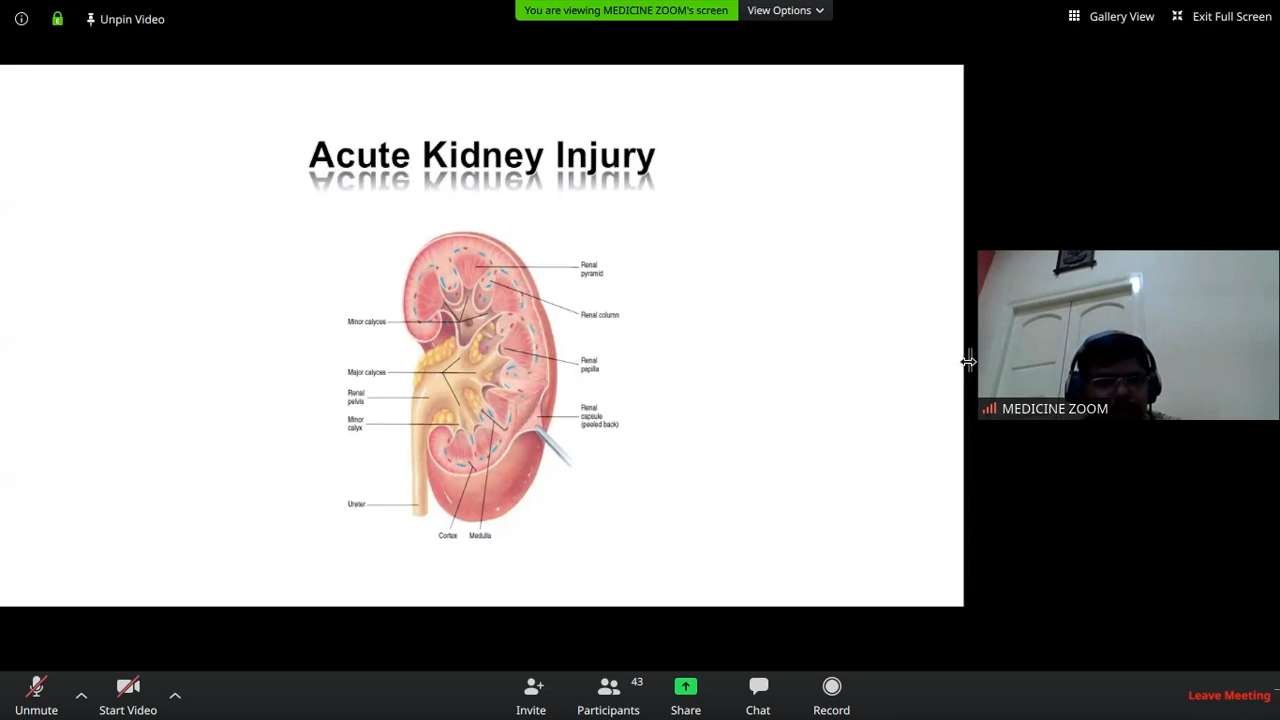 Unpin Video
You are viewing MEDICINE ZOOM's screen
View Options
Gallery View
Exit Full Screen
Acute Kidney Injury
Renal
pyramid
Renal column
Minor calyces
Renal
papilla
Major calyces
Renal
pelvis
Renal
capsule
(peeled back)
Minor
calyx
Ureter
Cortex
Medulla
MEDICINE ZOOM
Unmute
Start Video
Invite
Participants
43
Share
Chat
Record
Leave Meeting